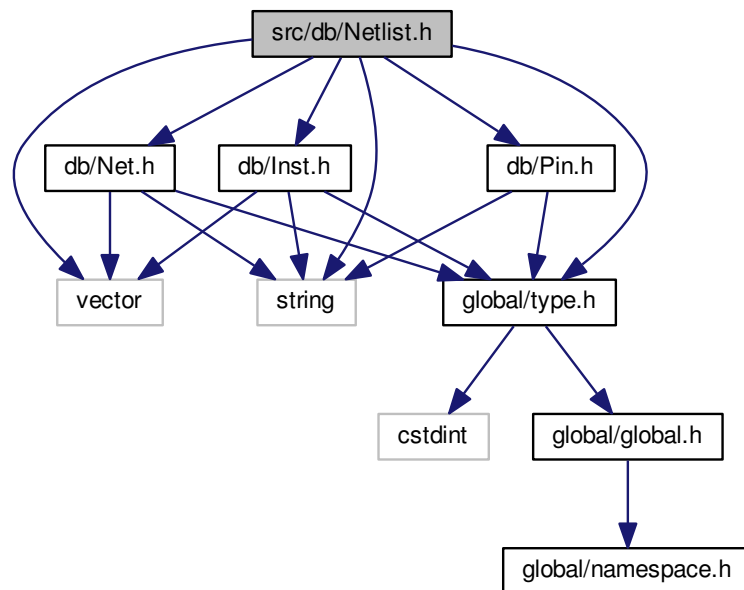 src/db/Netlist.h
db/Net.h
db/Inst.h
db/Pin.h
vector
string
global/type.h
cstdint
global/global.h
global/namespace.h